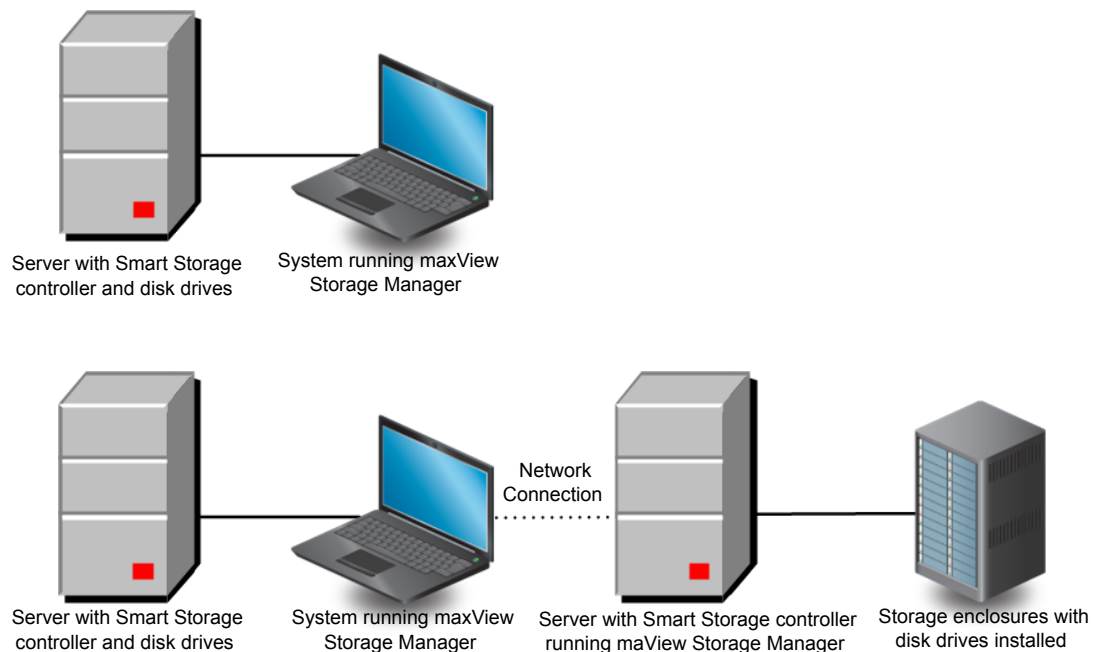 Server with Smart Storage
controller and disk drives
System running maxView
Storage Manager
Network
Connection
Server with Smart Storage
controller and disk drives
System running maxView
Storage Manager
Server with Smart Storage controller
running maView Storage Manager
Storage enclosures with
disk drives installed